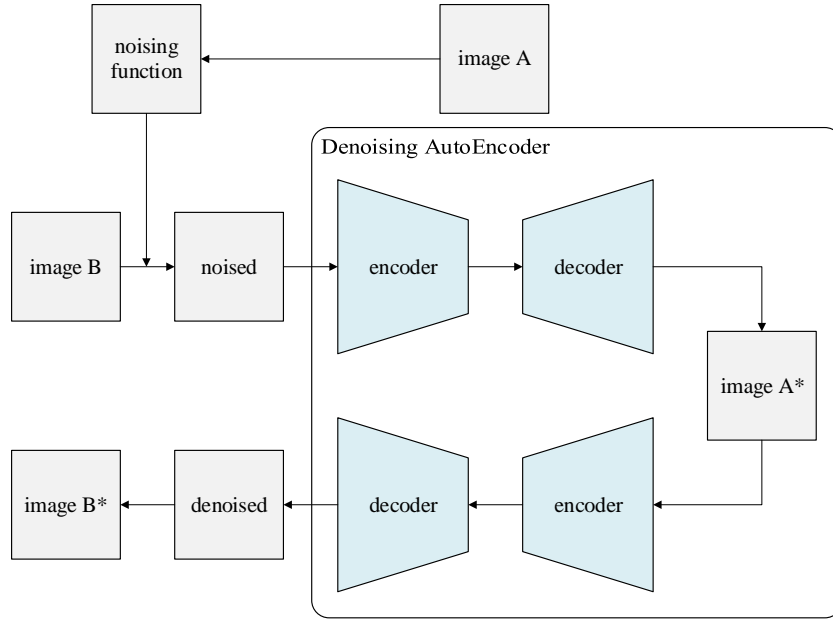 noising
function
image A
Denoising AutoEncoder
image B
noised
encoder
decoder
image A*
image B*
denoised
decoder
encoder